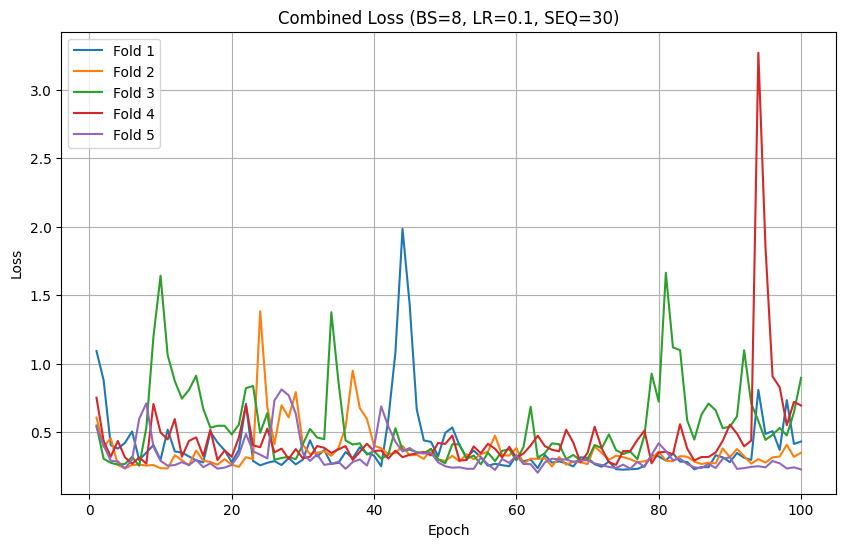 Combined Loss (BS=8, LR=0.1, SEQ=30)
Fold 1
Fold 2
Fold 3
Fold 4
Fold 5
Loss
3.0
2.5
2.0
1.5
1.0
0.5
0 20 40 60 80 100
Epoch